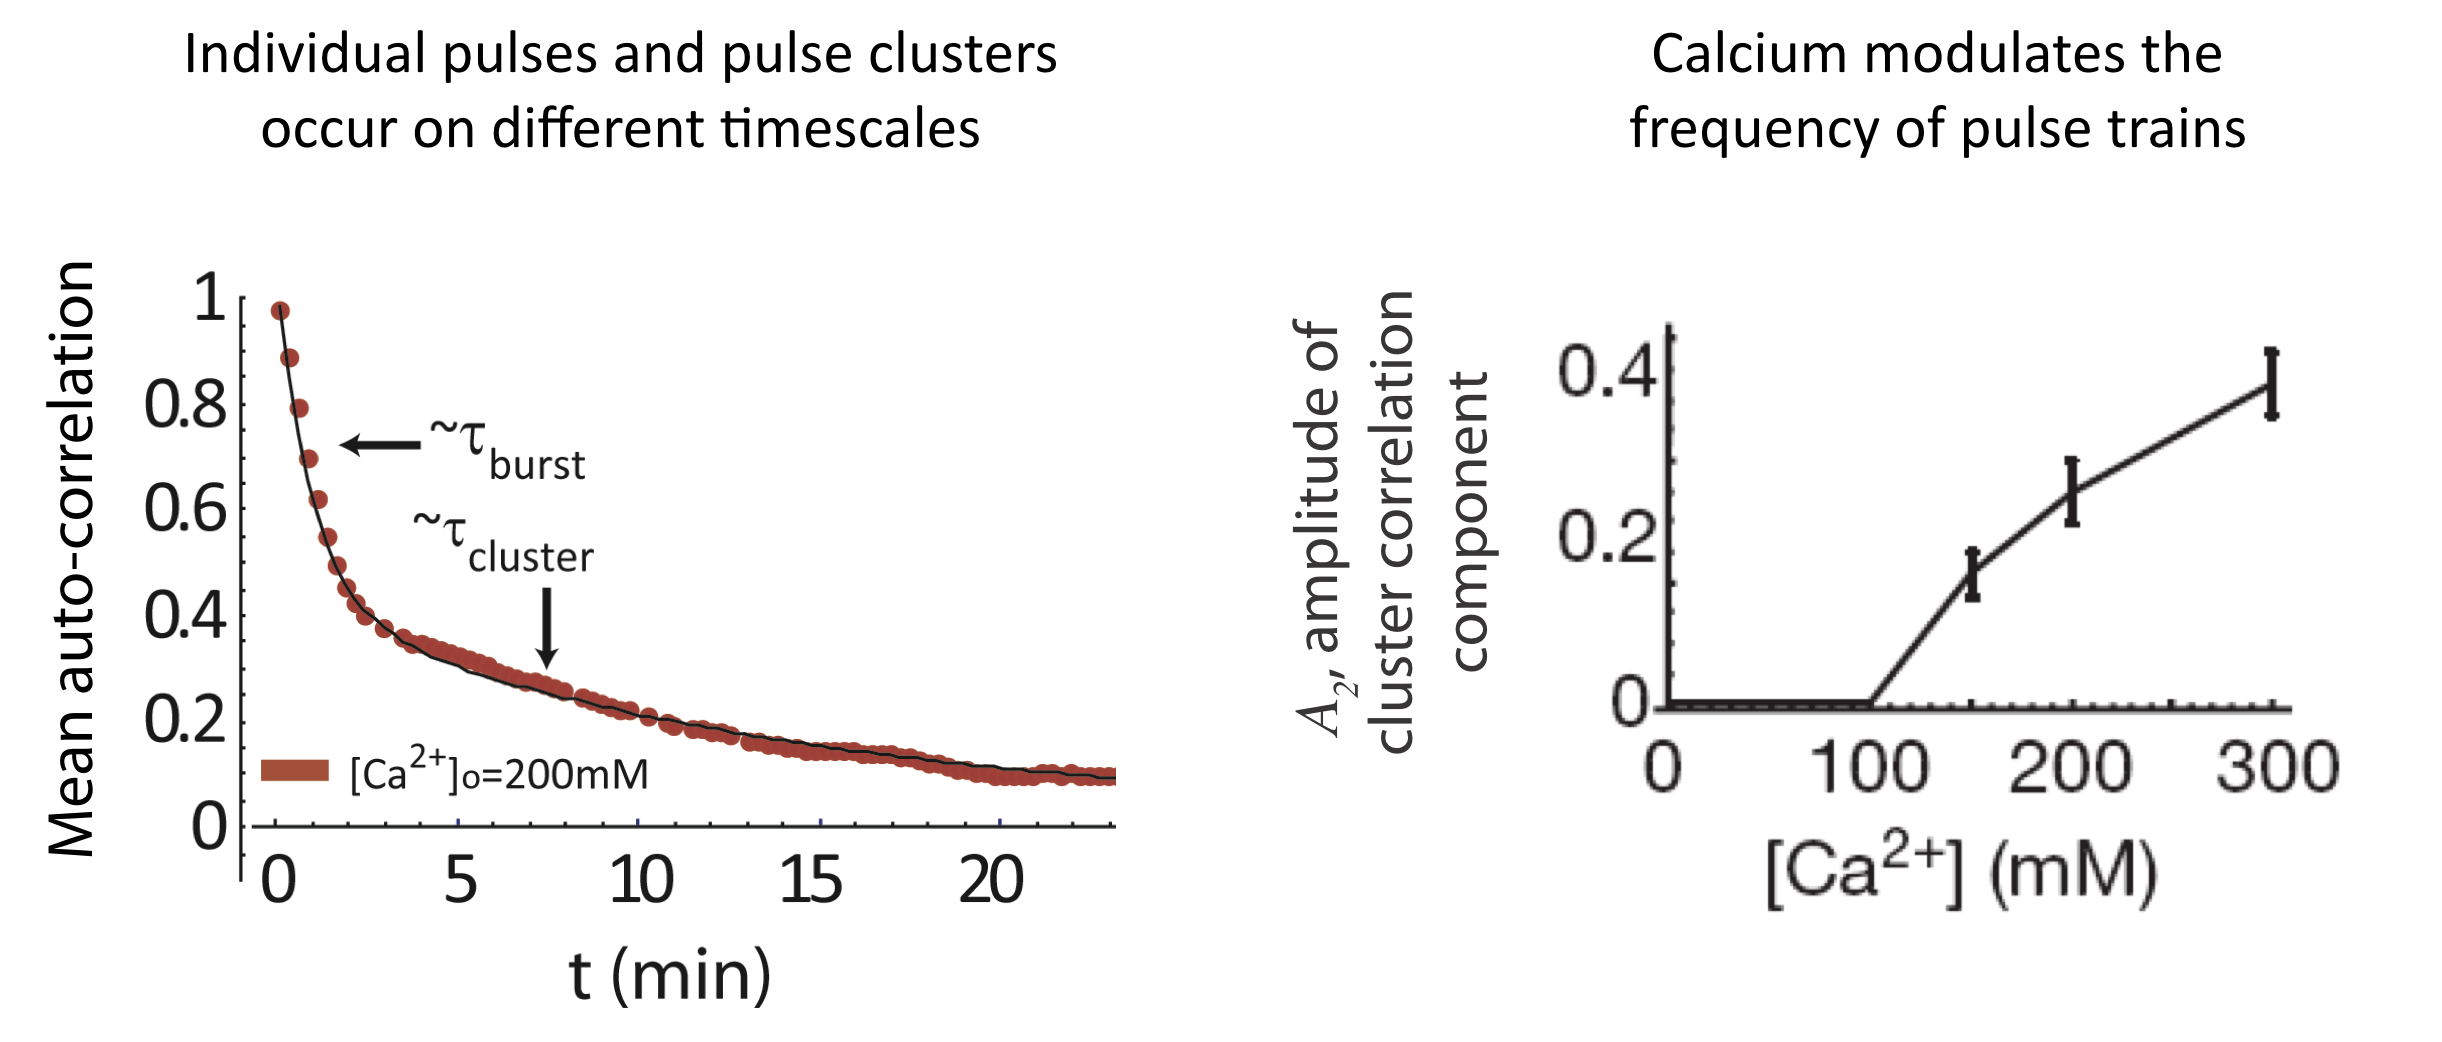 Individual pulses and pulse clusters
occur on different timescales
Mean auto-correlation
1
0.8
0.6
0.4
0.2
0
~τburst
~τcluster
[Ca2+]o=200mM
0 5 10 15 20
t (min)
Calcium modulates the
frequency of pulse trains
A2, amplitude of
cluster correlation
component
0.4
0.2
0
0 100 200 300
[Ca2+] (mM)